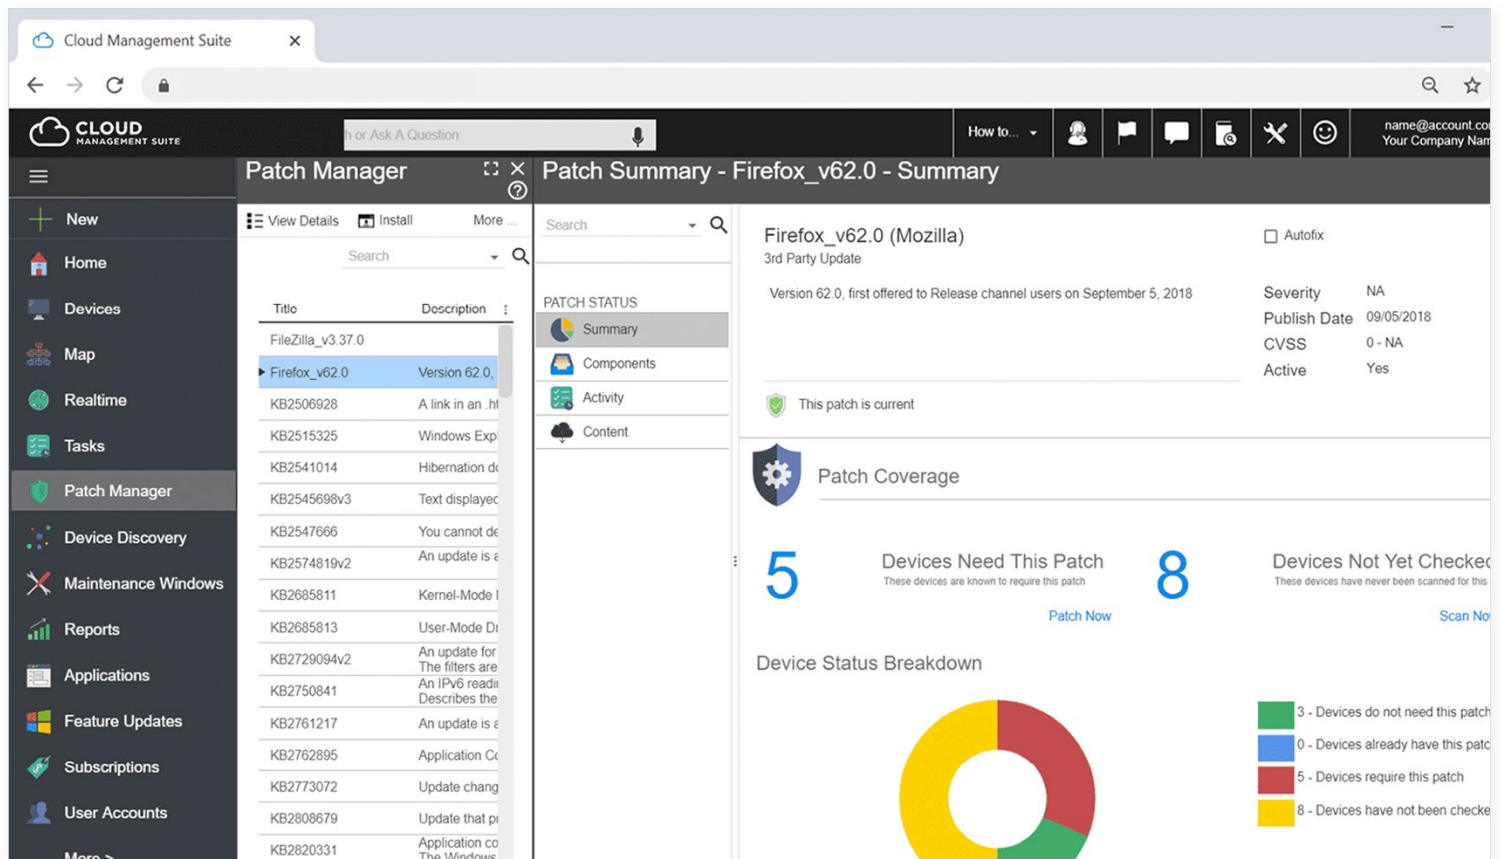 Cloud Management Suite
CLOUD
MANAGEMENT SUITE
h or Ask A Question
How to...
name@account.co
Your Company Nam
Patch Manager
Patch Summary - Firefox_v62.0 - Summary
New
Home
Devices
Map
Realtime
Tasks
Patch Manager
Device Discovery
Maintenance Windows
Reports
Applications
Feature Updates
Subscriptions
User Accounts
More >
View Details
Install
More ...
Search
Title Description
FileZilla_v3.37.0
Firefox_v62.0 Version 62.0,
KB2506928 A link in an .ht
KB2515325 Windows Exp
KB2541014 Hibernation do
KB2545698v3 Text displayed
KB2547666 You cannot de
KB2574819v2 An update is a
KB2685811 Kernel-Mode
KB2685813 User-Mode Dr
KB2729094v2 An update for
The filters are
KB2750841 An IPv6 readi
Describes the
KB2761217 An update is a
KB2762895 Application Co
KB2773072 Update chang
KB2808679 Update that pr
KB2820331 Application co
The Windows
Search
PATCH STATUS
Summary
Components
Activity
Content
Firefox_v62.0 (Mozilla)
3rd Party Update
Version 62.0, first offered to Release channel users on September 5, 2018
This patch is current
Autofix
Severity NA
Publish Date 09/05/2018
CVSS 0 - NA
Active Yes
Patch Coverage
5
Devices Need This Patch
These devices are known to require this patch
Patch Now
8
Devices Not Yet Checked
These devices have never been scanned for this
Scan No
Device Status Breakdown
3 - Devices do not need this patch
0 - Devices already have this patc
5 - Devices require this patch
8 - Devices have not been checke